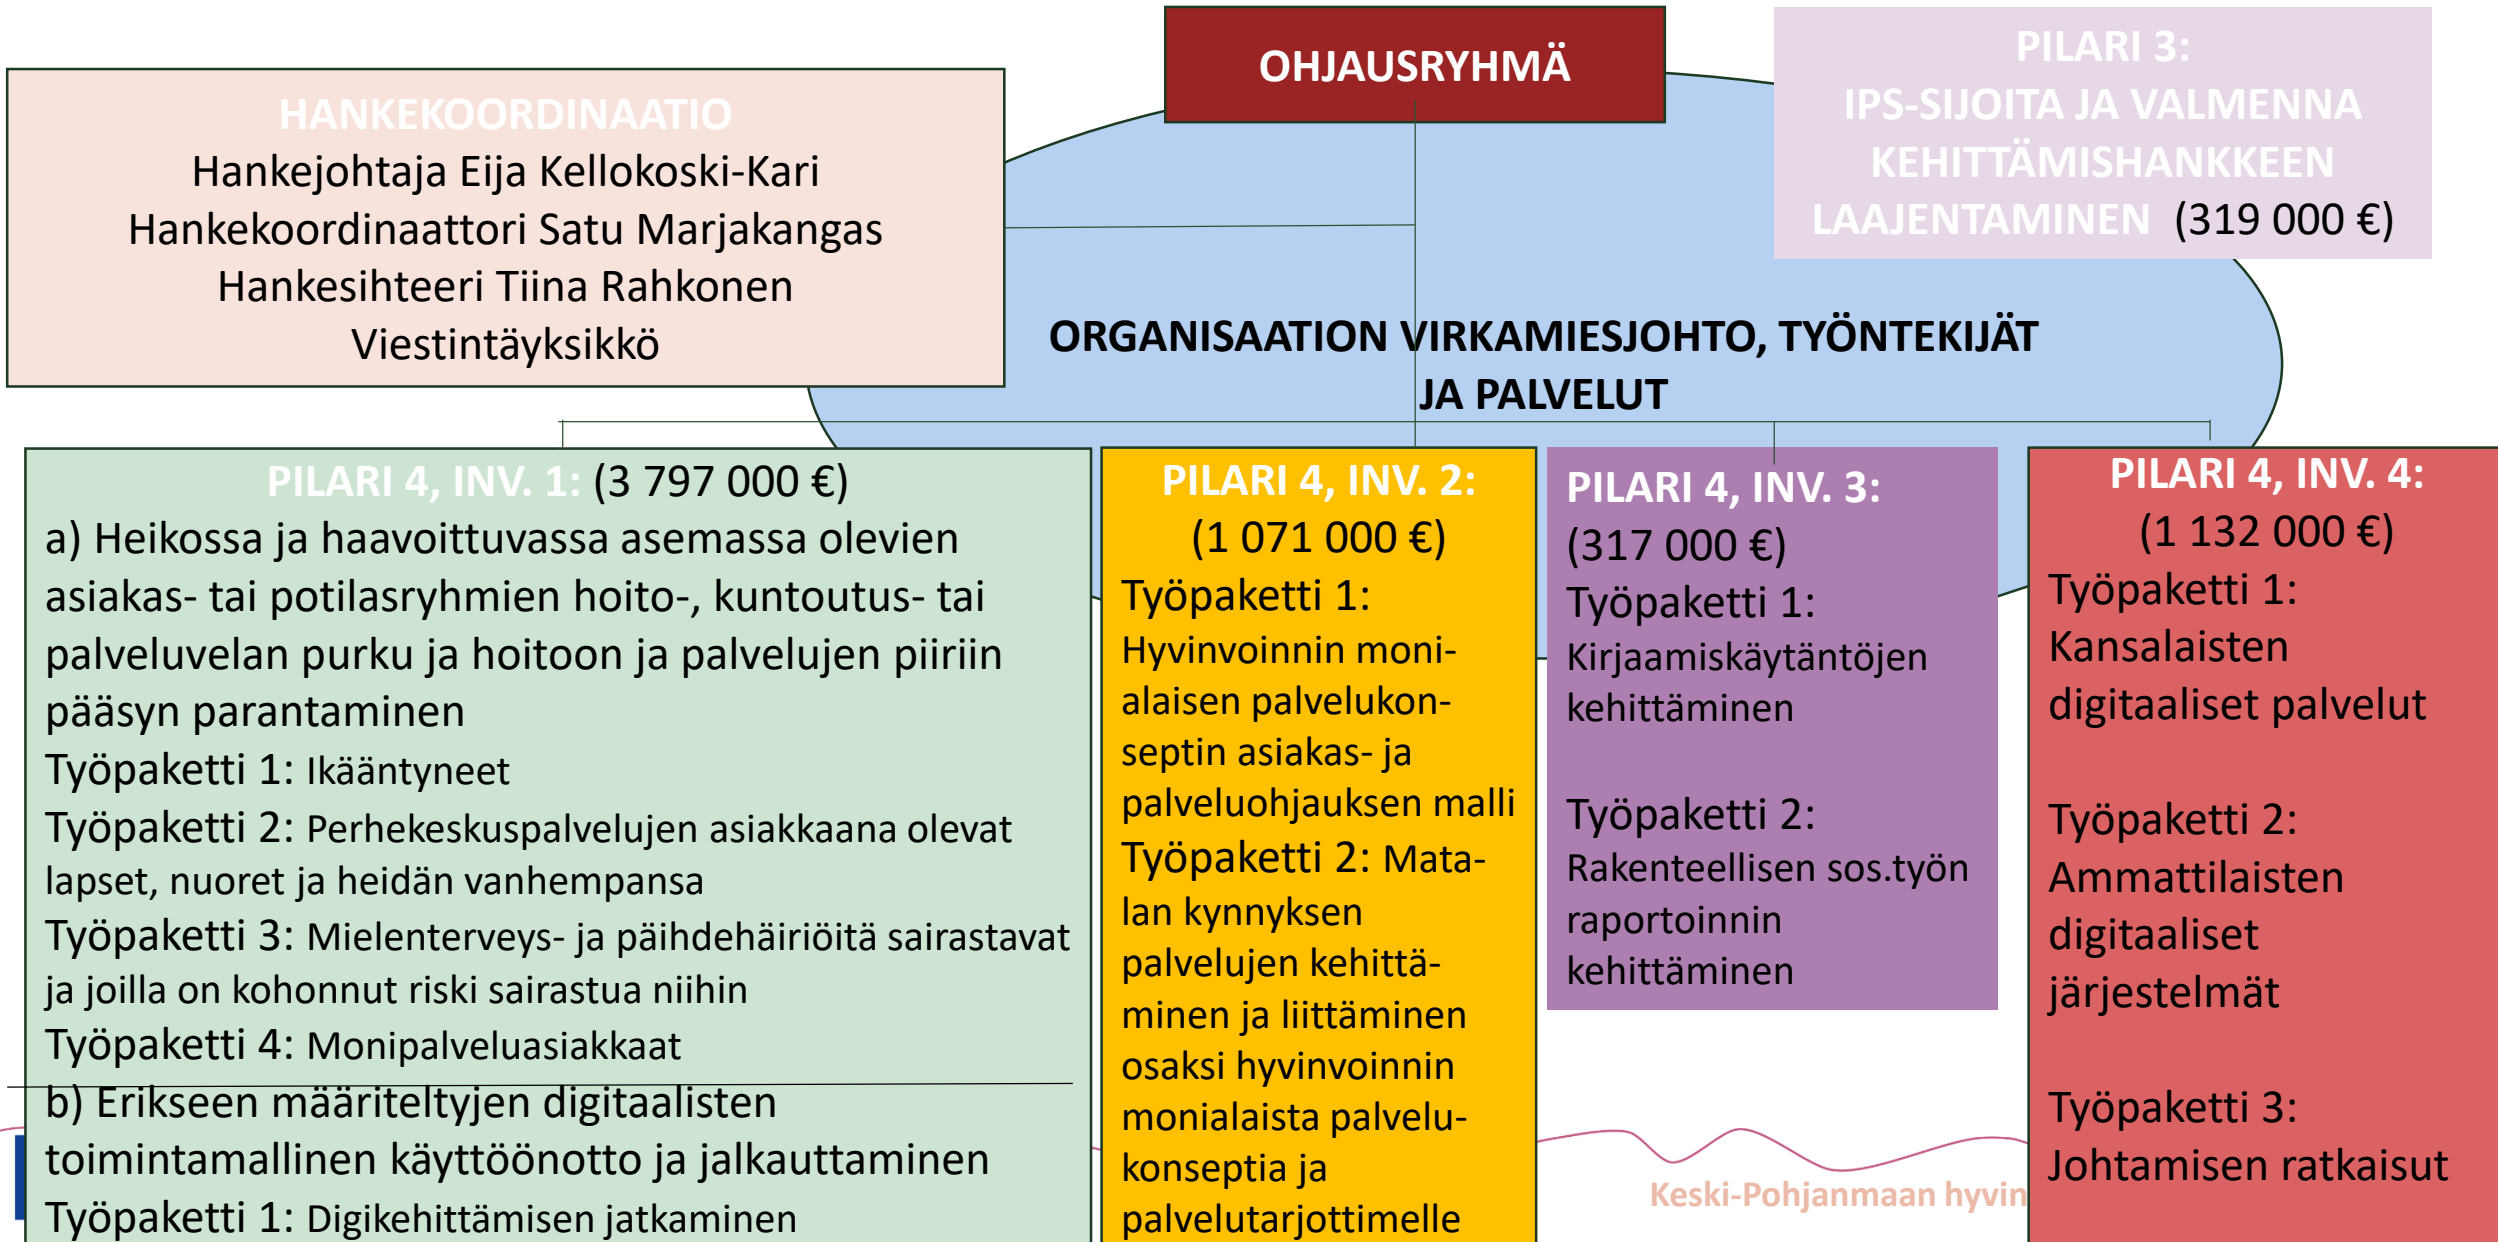 OHJAUSRYHMÄ
HANKEKOORDINAATIO
Hankejohtaja Eija Kellokoski-Kari
Hankekoordinaattori Satu Marjakangas
Hankesihteeri Tiina Rahkonen
Viestintäyksikkö
PILARI 3:
IPS-SIJOITA JA VALMENNA
KEHITTÄMISHANKKEEN
LAAJENTAMINEN (319 000 €)
ORGANISAATION VIRKAMIESJOHTO, TYÖNTEKIJÄT
JA PALVELUT
PILARI 4, INV. 1: (3 797 000 €)
a) Heikossa ja haavoittuvassa asemassa olevien
asiakas- tai potilasryhmien hoito-, kuntoutus- tai
palveluvelan purku ja hoitoon ja palvelujen piiriin
pääsyn parantaminen
Työpaketti 1: Ikääntyneet
Työpaketti 2: Perhekeskuspalvelujen asiakkaana olevat
lapset, nuoret ja heidän vanhempansa
Työpaketti 3: Mielenterveys- ja päihdehäiriöitä sairastavat
ja joilla on kohonnut riski sairastua niihin
Työpaketti 4: Monipalveluasiakkaat
b) Erikseen määriteltyjen digitaalisten
toimintamallinen käyttöönotto ja jalkauttaminen
Työpaketti 1: Digikehittämisen jatkaminen
PILARI 4, INV. 2:
(1 071 000 €)
Työpaketti 1:
Hyvinvoinnin moni-
alaisen palvelukon-
septin asiakas- ja
palveluohjauksen malli
Työpaketti 2: Mata-
lan kynnyksen
palvelujen kehittä-
minen ja liittäminen
osaksi hyvinvoinnin
monialaista palvelu-
konseptia ja
palvelutarjottimelle
PILARI 4, INV. 3:
(317 000 €)
Työpaketti 1:
Kirjaamiskäytäntöjen
kehittäminen
Työpaketti 2:
Rakenteellisen sos.työn
raportoinnin
kehittäminen
PILARI 4, INV. 4:
(1 132 000 €)
Työpaketti 1:
Kansalaisten
digitaaliset palvelut
Työpaketti 2:
Ammattilaisten
digitaaliset
järjestelmät
Työpaketti 3:
Johtamisen ratkaisut
Keski-Pohjanmaan hyvin